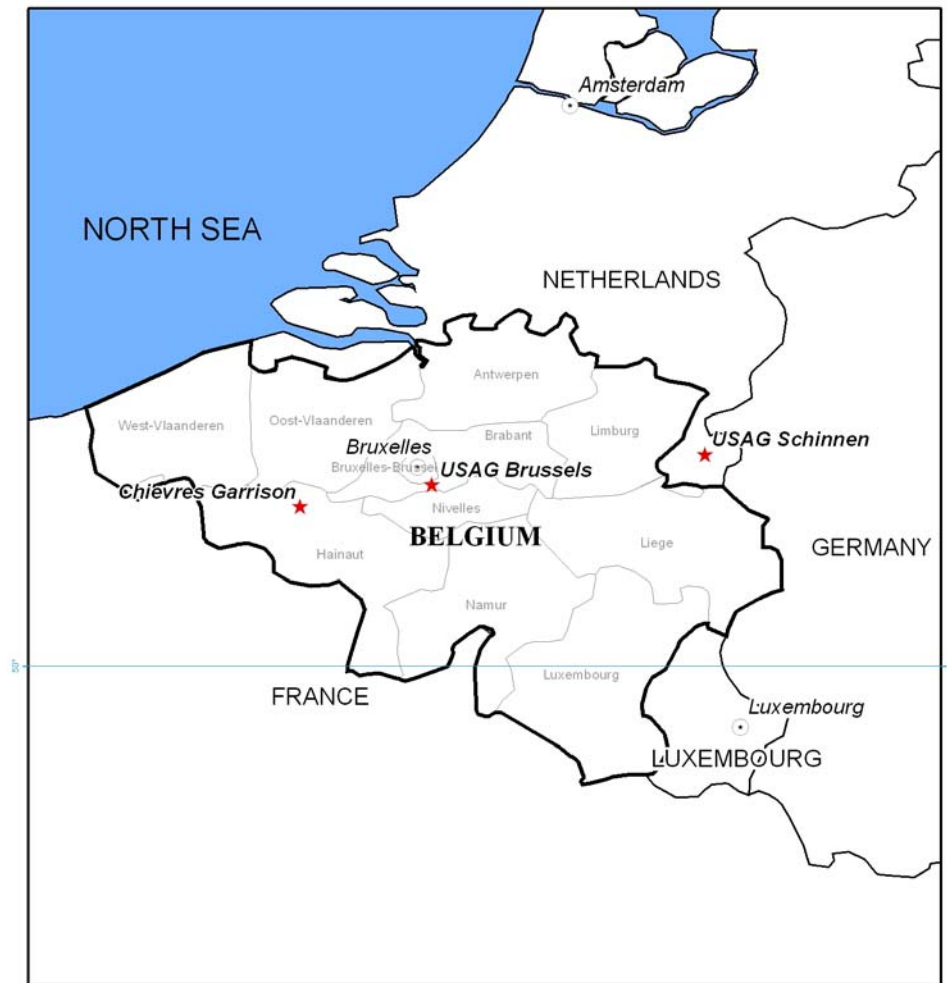 Amsterdam
NORTH SEA
NETHERLANDS
Antwerpen
West-Vlaanderen
Oost-Vlaanderen
Brabant
Limburg
USAG Schinnen
Bruxelles
Bruxelles-Brussel
USAG Brussels
Chievres Garrison
Nivelles
BELGIUM
Hainaut
Liege
GERMANY
Namur
50°
Luxembourg
FRANCE
Luxembourg
LUXEMBOURG